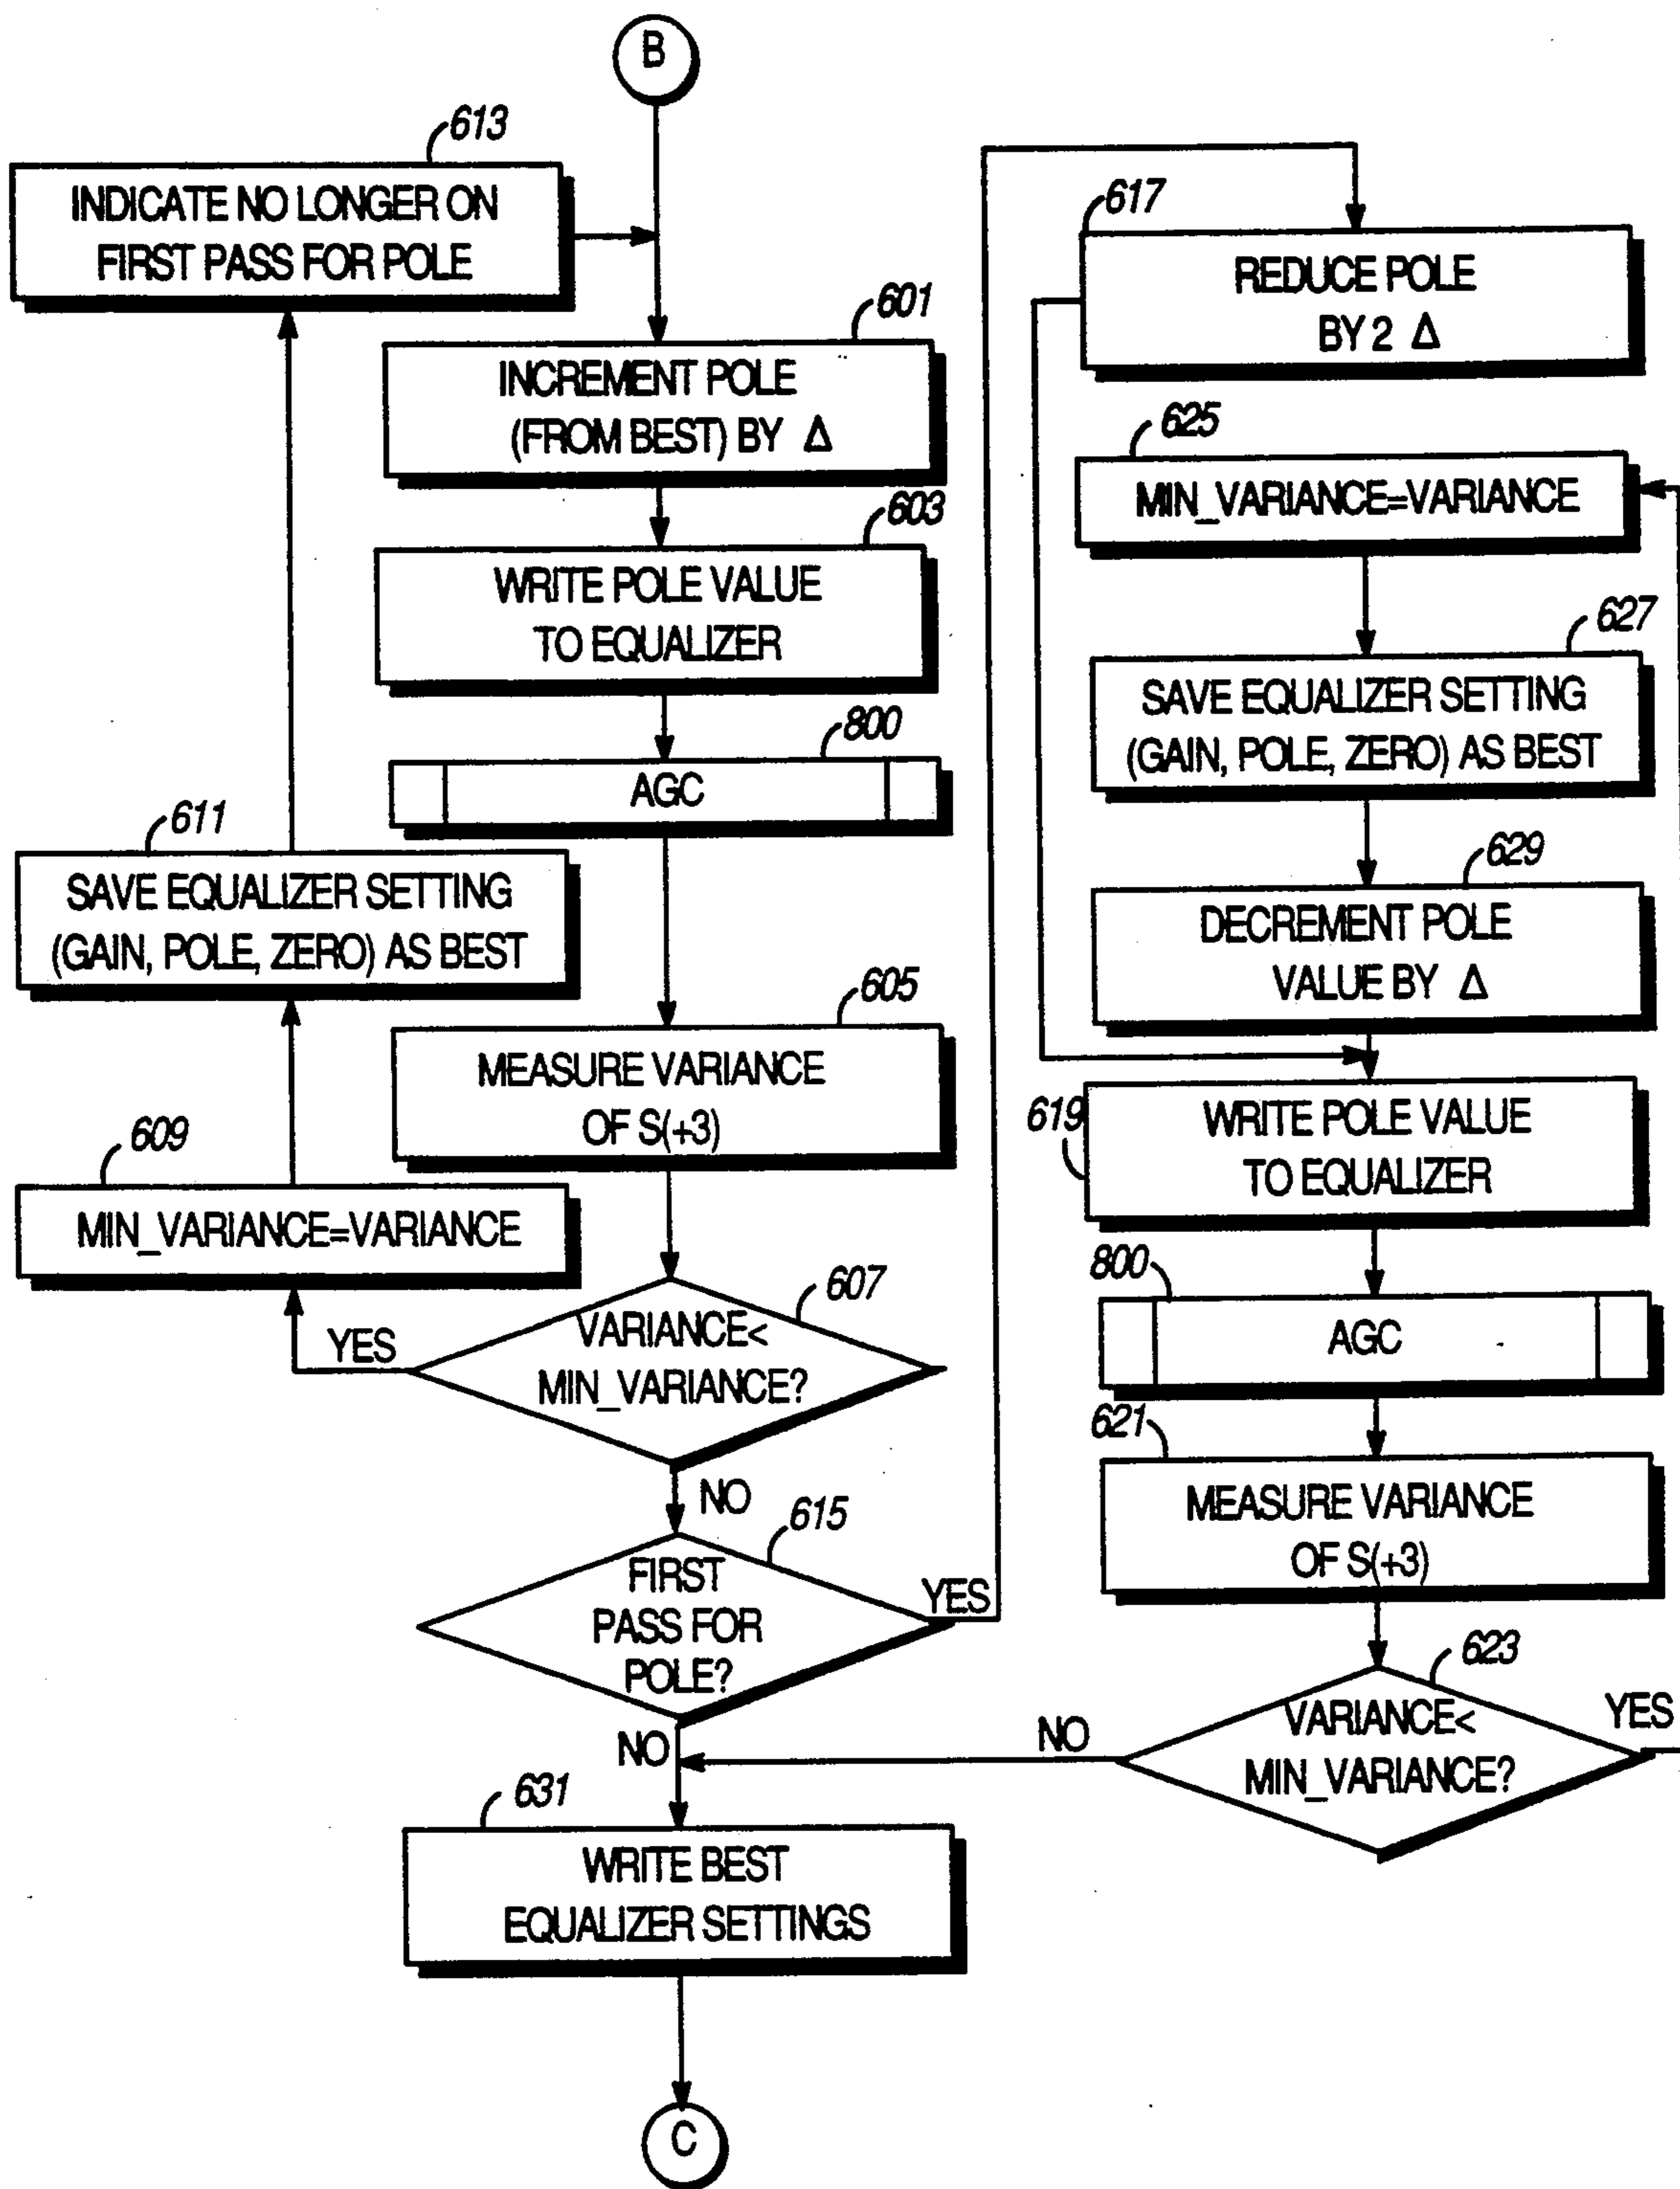 B
613
INDICATE NO LONGER ON
FIRST PASS FOR POLE
601
INCREMENT POLE
(FROM BEST) BY Δ
603
WRITE POLE VALUE
TO EQUALIZER
800
AGC
611
SAVE EQUALIZER SETTING
(GAIN, POLE, ZERO) AS BEST
605
MEASURE VARIANCE
OF S(+3)
609
MIN_VARIANCE=VARIANCE
607
VARIANCE<
MIN_VARIANCE?
YES
NO
615
FIRST
PASS FOR
POLE?
YES
NO
631
WRITE BEST
EQUALIZER SETTINGS
C
617
REDUCE POLE
BY 2 Δ
625
MIN_VARIANCE=VARIANCE
627
SAVE EQUALIZER SETTING
(GAIN, POLE, ZERO) AS BEST
629
DECREMENT POLE
VALUE BY Δ
619
WRITE POLE VALUE
TO EQUALIZER
800
AGC
621
MEASURE VARIANCE
OF S(+3)
623
VARIANCE<
MIN_VARIANCE?
YES
NO